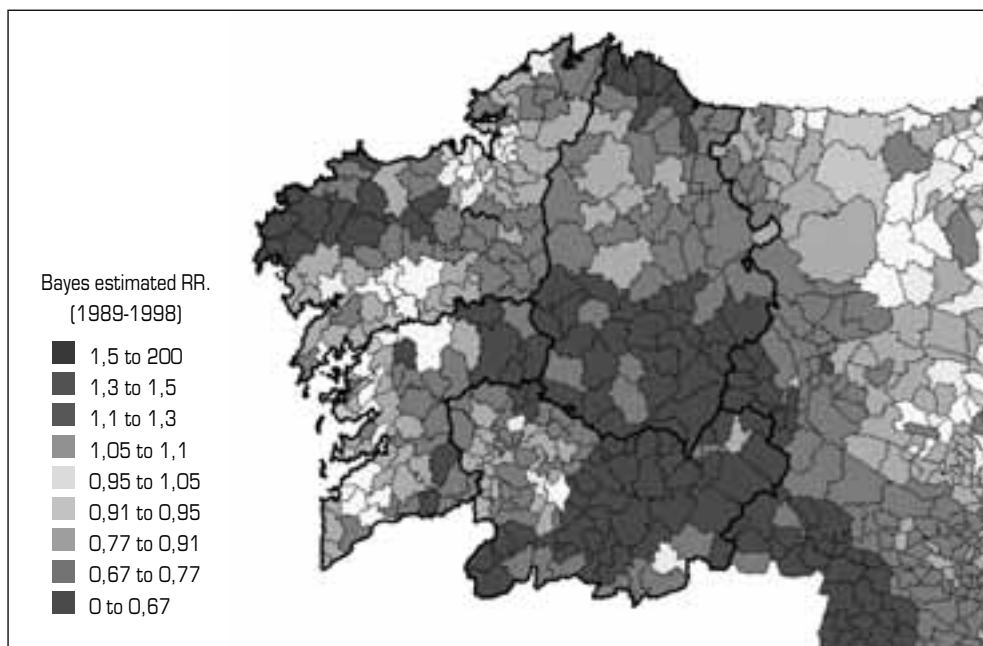 Bayes estimated RR.
(1989-1998)
1,5 to 200
1,3 to 1,5
1,1 to 1,3
1,05 to 1,1
0,95 to 1,05
0,91 to 0,95
0,77 to 0,91
0,67 to 0,77
0 to 0,67